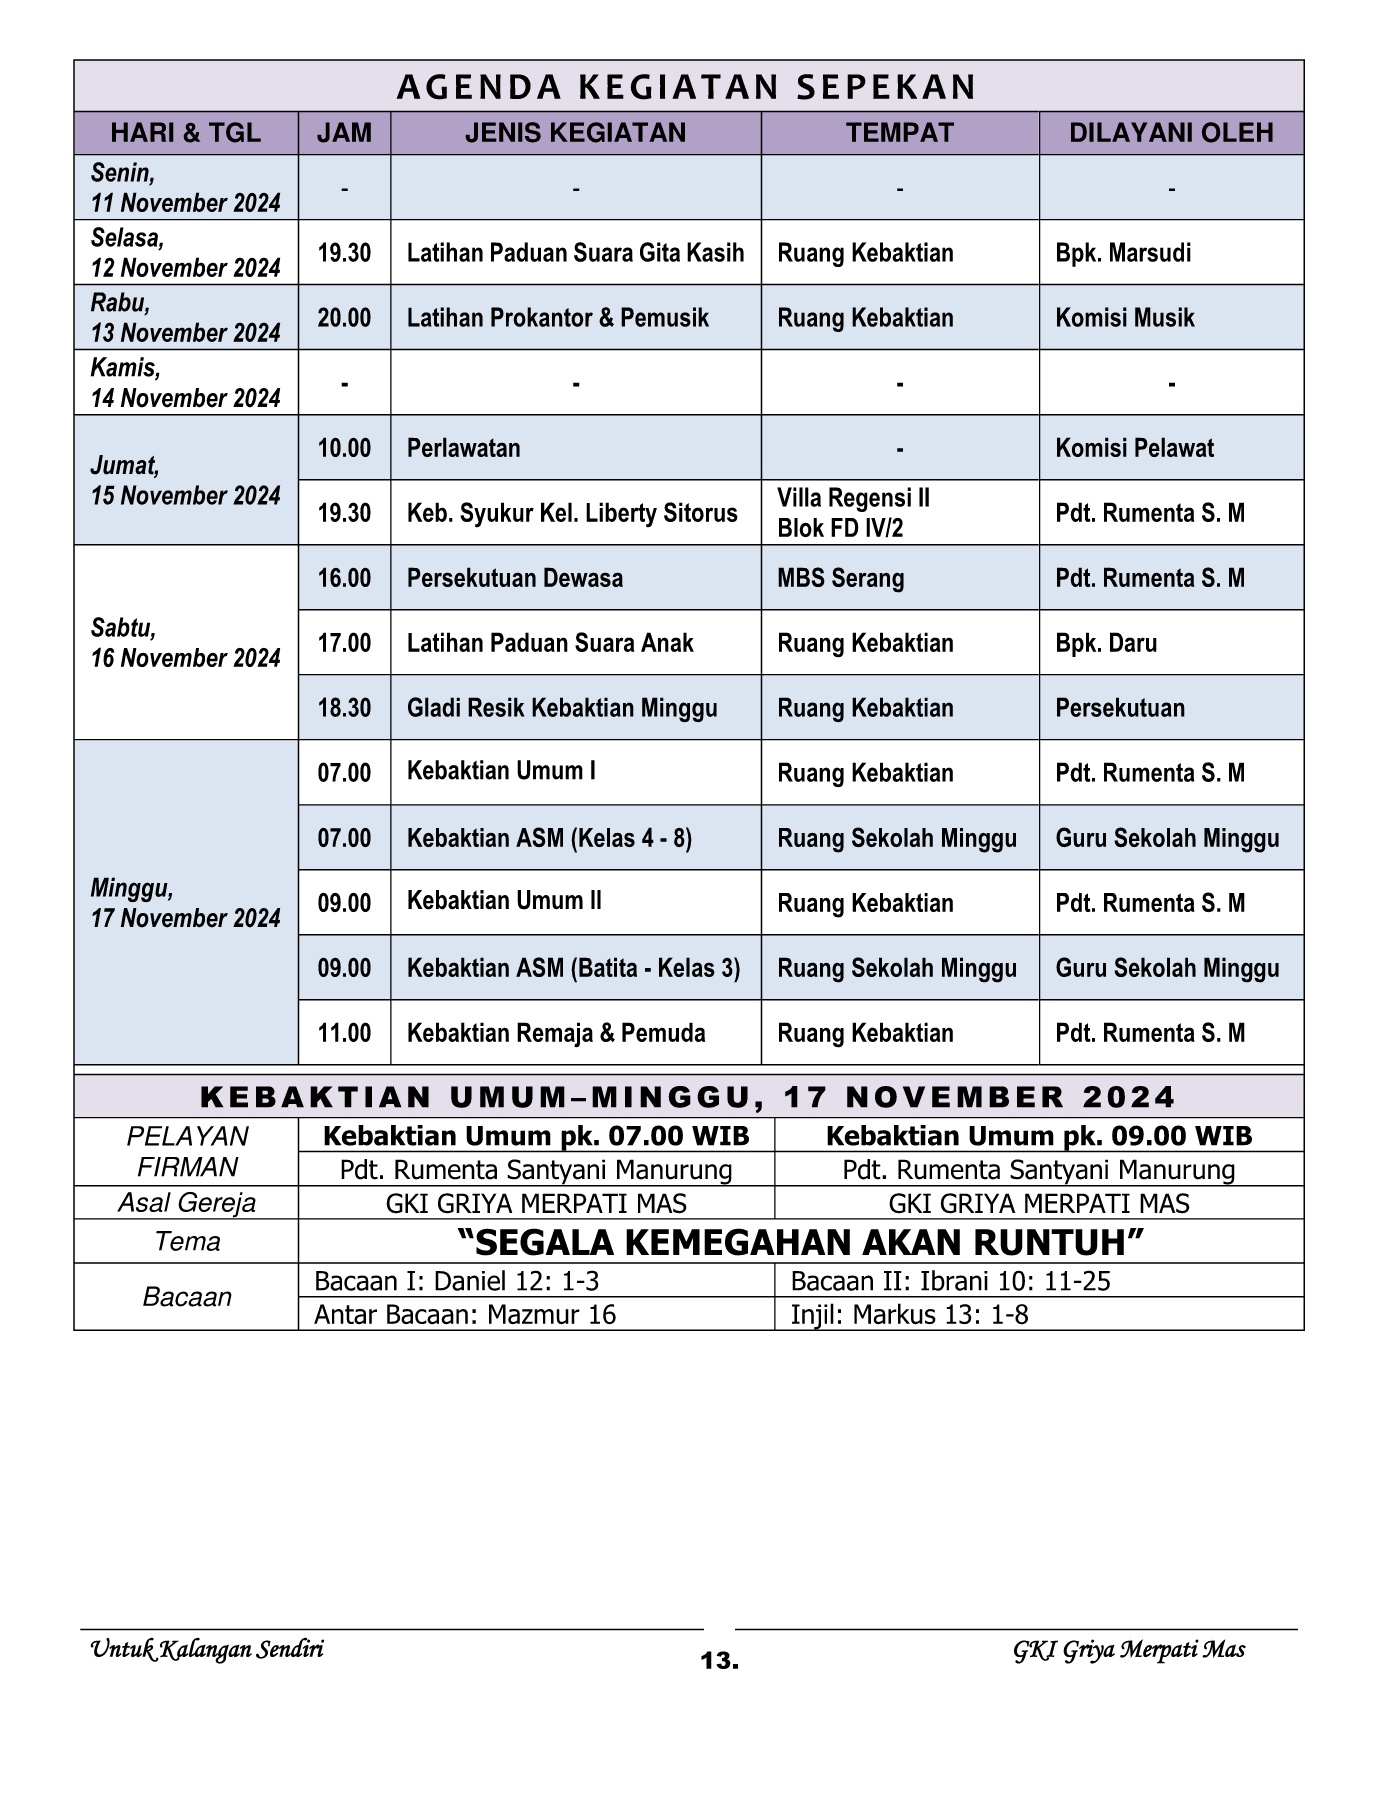 AGENDA KEGIATAN SEPEKAN
HARI & TGL JAM JENIS KEGIATAN TEMPAT DILAYANI OLEH
Senin,
11 November 2024 - - - -
Selasa,
12 November 2024 19.30 Latihan Paduan Suara Gita Kasih Ruang Kebaktian Bpk. Marsudi
Rabu,
13 November 2024 20.00 Latihan Prokantor & Pemusik Ruang Kebaktian Komisi Musik
Kamis,
14 November 2024 - - - -
Jumat,
15 November 2024
10.00 Perlawatan - Komisi Pelawat
19.30 Keb. Syukur Kel. Liberty Sitorus Villa Regensi II
Blok FD IV/2 Pdt. Rumenta S. M
Sabtu,
16 November 2024
16.00 Persekutuan Dewasa MBS Serang Pdt. Rumenta S. M
17.00 Latihan Paduan Suara Anak Ruang Kebaktian Bpk. Daru
18.30 Gladi Resik Kebaktian Minggu Ruang Kebaktian Persekutuan
Minggu,
17 November 2024
07.00 Kebaktian Umum I Ruang Kebaktian Pdt. Rumenta S. M
07.00 Kebaktian ASM (Kelas 4 - 8) Ruang Sekolah Minggu Guru Sekolah Minggu
09.00 Kebaktian Umum II Ruang Kebaktian Pdt. Rumenta S. M
09.00 Kebaktian ASM (Batita - Kelas 3) Ruang Sekolah Minggu Guru Sekolah Minggu
11.00 Kebaktian Remaja & Pemuda Ruang Kebaktian Pdt. Rumenta S. M
KEBAKTIAN UMUM–MINGGU, 17 NOVEMBER 2024
PELAYAN
FIRMAN
Kebaktian Umum pk. 07.00 WIB Kebaktian Umum pk. 09.00 WIB
Pdt. Rumenta Santyani Manurung Pdt. Rumenta Santyani Manurung
Asal Gereja GKI GRIYA MERPATI MAS GKI GRIYA MERPATI MAS
Tema “SEGALA KEMEGAHAN AKAN RUNTUH”
Bacaan
Bacaan I: Daniel 12: 1-3 Bacaan II: Ibrani 10: 11-25
Antar Bacaan: Mazmur 16 Injil: Markus 13: 1-8
Untuk Kalangan Sendiri 13. GKI Griya Merpati Mas